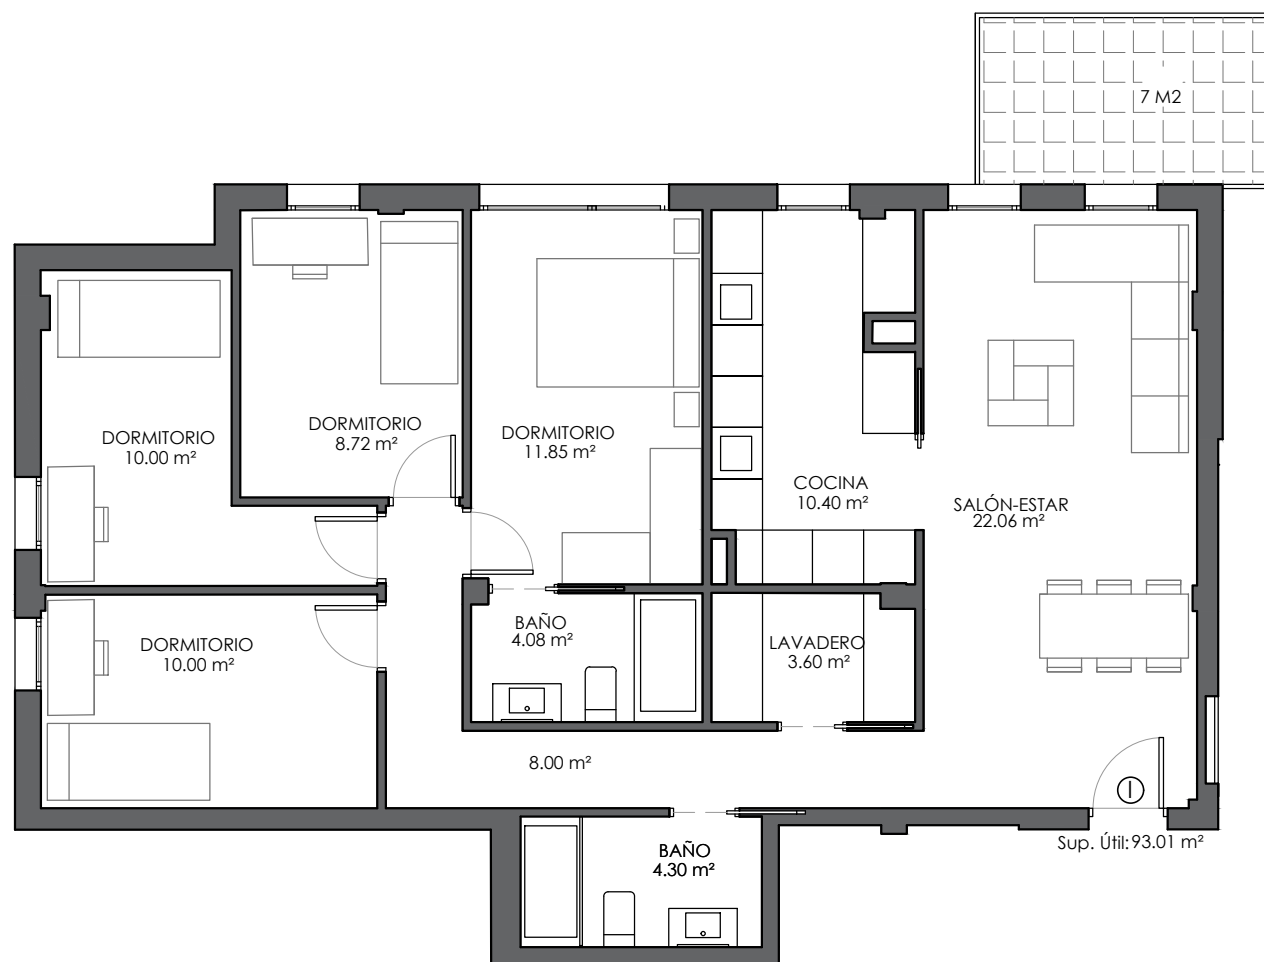 7 M2
DORMITORIO
10.00 m²
DORMITORIO
8.72 m²
DORMITORIO
11.85 m²
COCINA
10.40 m²
SALÓN-ESTAR
22.06 m²
DORMITORIO
10.00 m²
BAÑO
4.08 m²
LAVADERO
3.60 m²
8.00 m²
I
Sup. Útil: 93.01 m²
BAÑO
4.30 m²